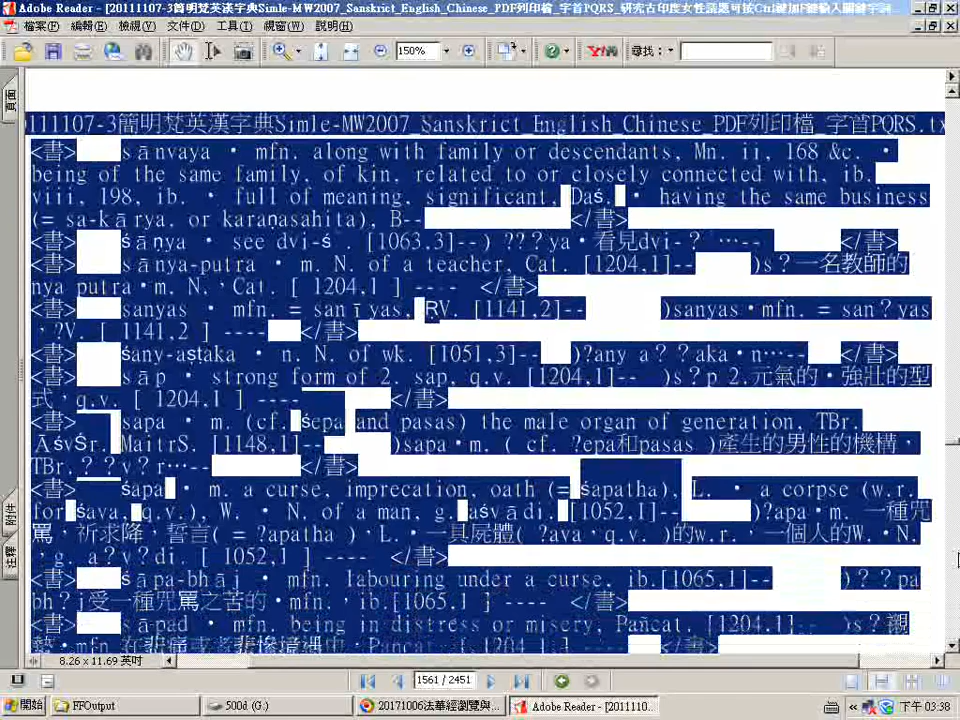 Adobe Reader - [20111107-3簡明梵英漢字典Simle-MW2007_Sanskrict_English_Chinese_PDF列印檔_字首PQRS_研究古印度女性議題可按Ctrl鍵加F鍵輸入關鍵字詞
檔案(F) 編輯(E) 檢視(V) 文件(D) 工具(T) 視窗(W) 說明(H)
150% 尋找:
頁面
111107-3簡明梵英漢字典Simle-MW2007_Sanskrict_English_Chinese_PDF列印檔_字首PQRS.tx
<書> sānvaya • mfn. along with family or descendants, Mn. ii, 168 &c. •
being of the same family, of kin, related to or closely connected with, ib.
viii, 198, ib. • full of meaning, significant, Daś. • having the same business
(= sa-kārya, or karaṇasahita), B-- </書>
<書> śāṇya • see dvi-ś. [1063.3]--) ???ya•看見dvi-? …-- </書>
<書> sānya-putra • m. N. of a teacher, Cat. [1204,1]-- )s?一名教師的
nya putra•m. N.，Cat. [ 1204.1 ] ---- </書>
<書> sanyas • mfn. = sanīyas, RV. [1141,2]-- )sanyas•mfn. = san?yas
，?V. [ 1141,2 ] ---- </書>
<書> śany-aṣṭaka • n. N. of wk. [1051,3]-- )?any a??aka•n…-- </書>
<書> sāp • strong form of 2. sap, q.v. [1204.1]-- )s?p 2.元氣的•強壯的型
式，q.v. [ 1204.1 ] ---- </書>
<書> sapa • m. (cf. śepa and pasas) the male organ of generation, TBr.
ĀśvŚr. MaitrS. [1148,1]-- )sapa•m. ( cf. ?epa和pasas )產生的男性的機構，
TBr.??v?r…-- </書>
<書> śapa • m. a curse, imprecation, oath (= śapatha), L. • a corpse (w.r.
for śava, q.v.), W. • N. of a man, g. aśvādi. [1052,1]-- )?apa•m. 一種咒
罵，祈求降，誓言( = ?apatha )，L.•一具屍體( ?ava，q.v. )的w.r.，一個人的W.•N.
，g. a?v?di. [ 1052,1 ] ---- </書>
<書> śāpa-bhāj • mfn. labouring under a curse, ib.[1065,1]-- )??pa
bh?j受一種咒罵之苦的•mfn.，ib.[1065.1 ] ---- </書>
<書> sāpad • mfn. being in distress or misery, Pañcat. [1204.1]-- )s?襯
附件
注釋
8.26 x 11.69 英吋
1561 / 2451
開始 FFOutput 500d (G:) 20171006法華經瀏覽與... Adobe Reader - [2011110... 下午 03:38